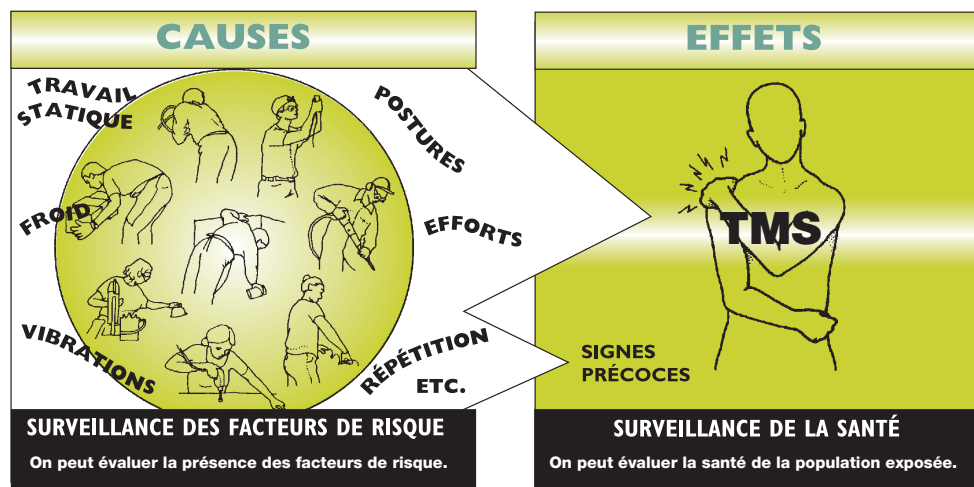 CAUSES
TRAVAIL
STATIQUE
POSTURES
FROID
EFFORTS
VIBRATIONS
RÉPÉTITION
ETC.
SURVEILLANCE DES FACTEURS DE RISQUE
On peut évaluer la présence des facteurs de risque.
EFFETS
TMS
SIGNES
PRÉCOCES
SURVEILLANCE DE LA SANTÉ
On peut évaluer la santé de la population exposée.